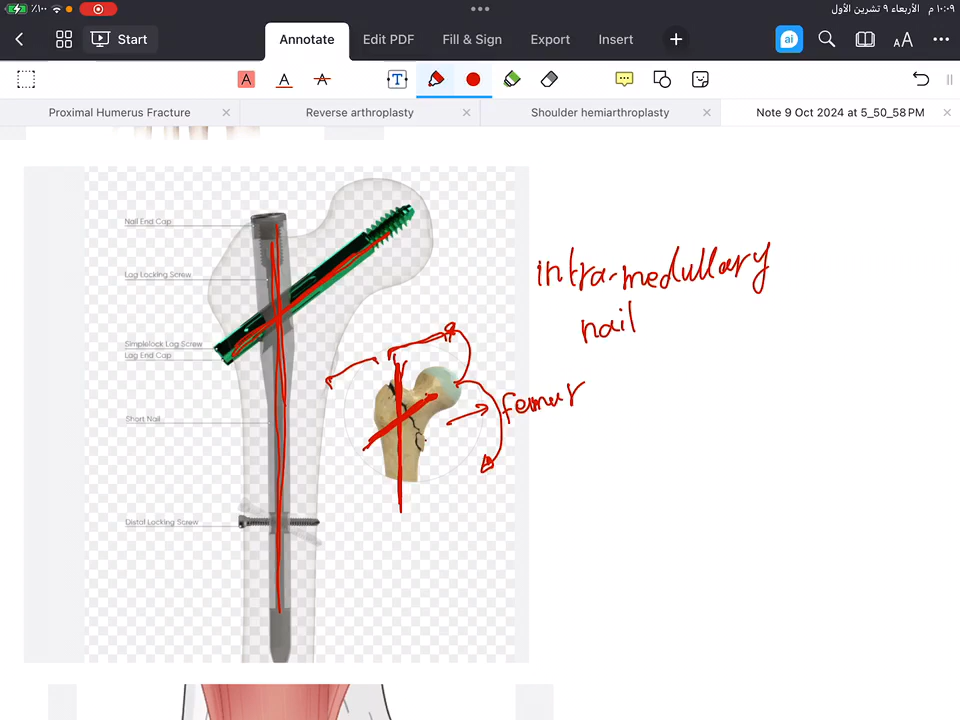 ٪١٠٠
١٠:٠٩ م الأربعاء ٩ تشرين الأول
Start
Annotate
Edit PDF
Fill & Sign
Export
Insert
ai
Proximal Humerus Fracture
Reverse arthroplasty
Shoulder hemiarthroplasty
Note 9 Oct 2024 at 5_50_58 PM
Nail End Cap
Lag Locking Screw
Simplelock Lag Screw
Lag End Cap
Short Nail
Distal Locking Screw
intra-medullary
nail
femur